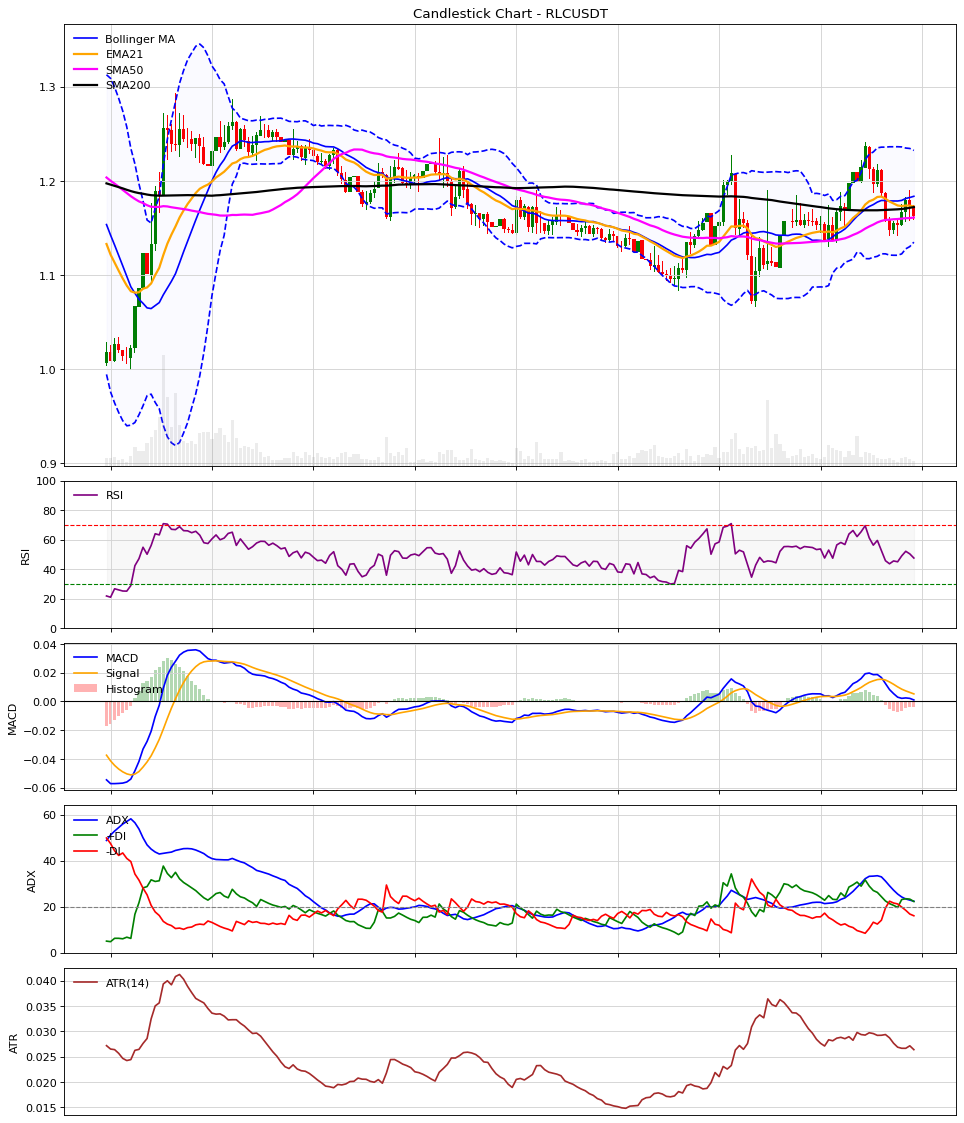 Candlestick Chart - RLCUSDT
Bollinger MA
EMA21
SMA50
SMA200
1.3
1.2
1.1
1.0
0.9
RSI
RSI
100
80
60
40
20
0
MACD
Signal
Histogram
MACD
0.04
0.02
0.00
−0.02
−0.04
−0.06
ADX
+DI
-DI
ADX
60
40
20
0
ATR(14)
ATR
0.040
0.035
0.030
0.025
0.020
0.015